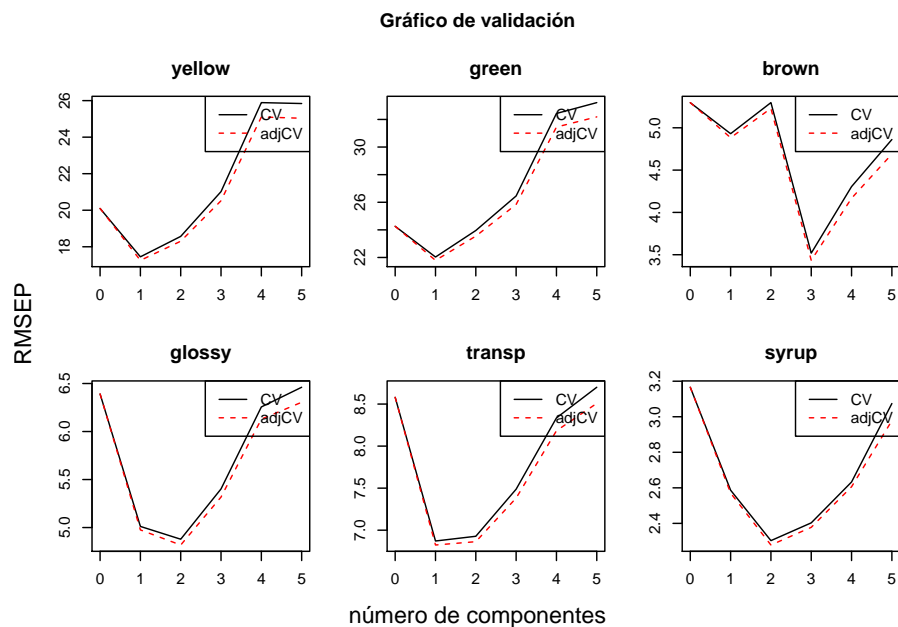 Gráfico de validación
yellow
green
brown
CV
adjCV
CV
adjCV
CV
adjCV
18 20 22 24 26
22 26 30
3.5 4.0 4.5 5.0
0 1 2 3 4 5
0 1 2 3 4 5
0 1 2 3 4 5
RMSEP
glossy
transp
syrup
CV
adjCV
CV
adjCV
CV
adjCV
5.0 5.5 6.0 6.5
7.0 7.5 8.0 8.5
2.4 2.6 2.8 3.0 3.2
0 1 2 3 4 5
0 1 2 3 4 5
0 1 2 3 4 5
número de componentes